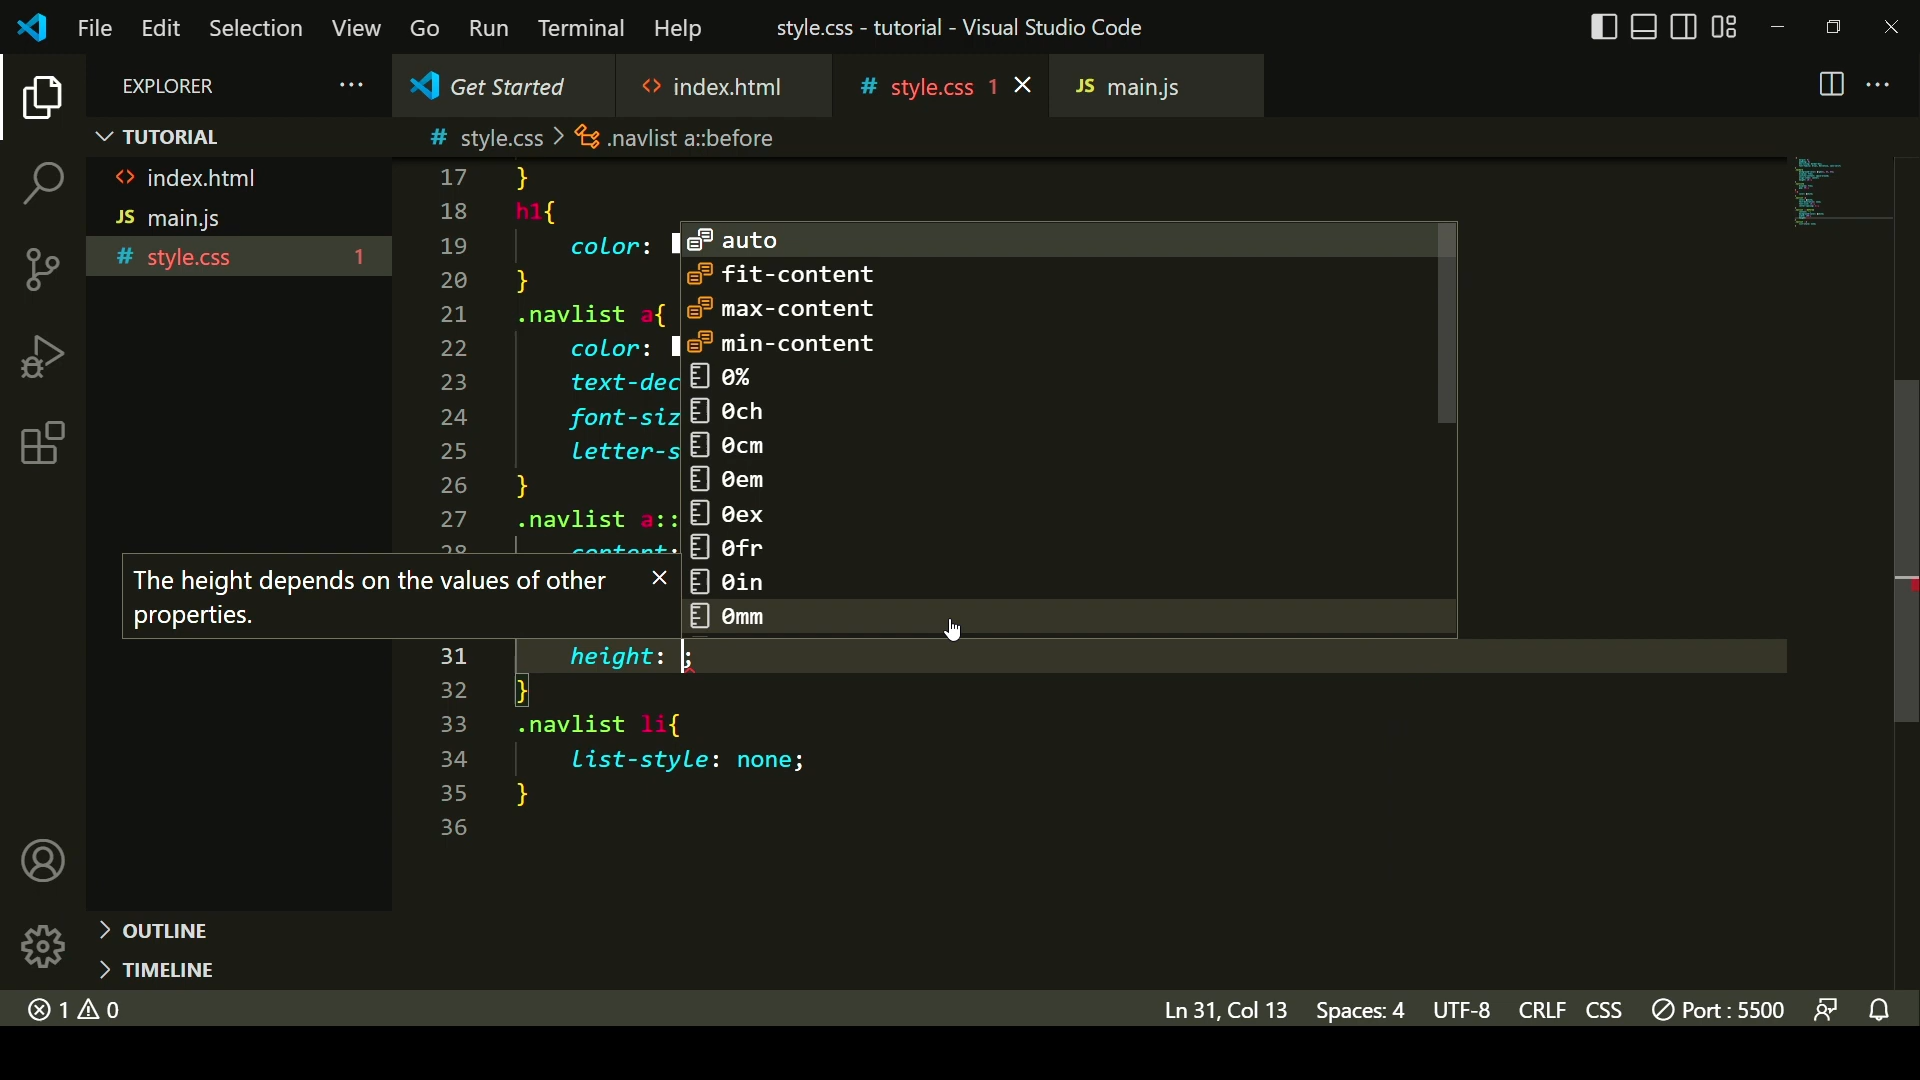 File Edit Selection View Go Run Terminal Help style.css - tutorial - Visual Studio Code
EXPLORER ··· Get Started <> index.html # style.css 1 JS main.js
TUTORIAL # style.css > .navlist a::before
<> index.html
JS main.js
# style.css 1
17 }
18 h1{
19 color:
20 }
21 .navlist a{
22 color:
23 text-dec
24 font-siz
25 letter-s
26 }
27 .navlist a::
28 content:
auto
fit-content
max-content
min-content
0%
0ch
0cm
0em
0ex
0fr
0in
0mm
The height depends on the values of other
properties.
31 height: ;
32 }
33 .navlist li{
34 list-style: none;
35 }
36
OUTLINE
TIMELINE
1 0 Ln 31, Col 13 Spaces: 4 UTF-8 CRLF CSS Port : 5500